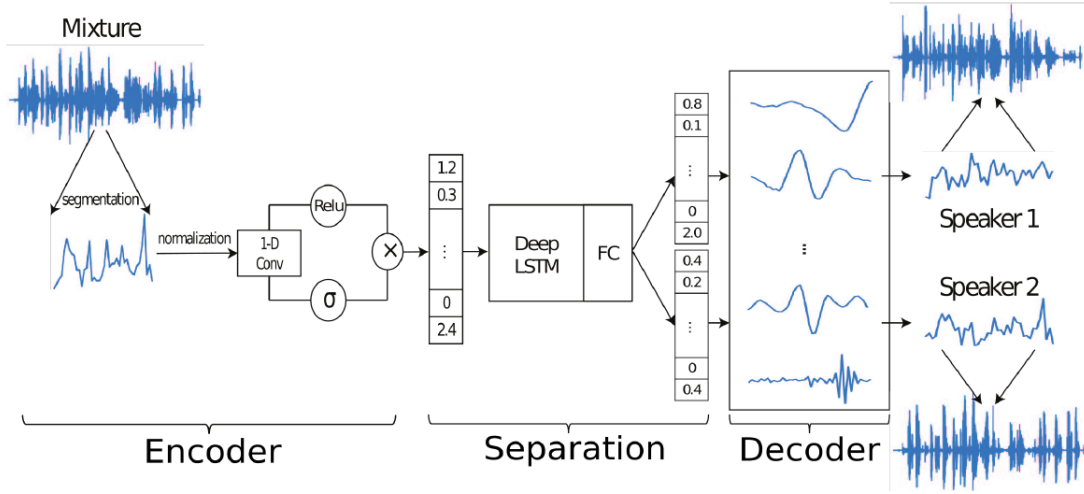 Mixture
segmentation
normalization
1-D
Conv
Relu
σ
×
1.2
0.3
⋮
0
2.4
Deep
LSTM
FC
0.8
0.1
⋮
0
2.0
0.4
0.2
⋮
0
0.4
...
Speaker 1
Speaker 2
Encoder
Separation
Decoder